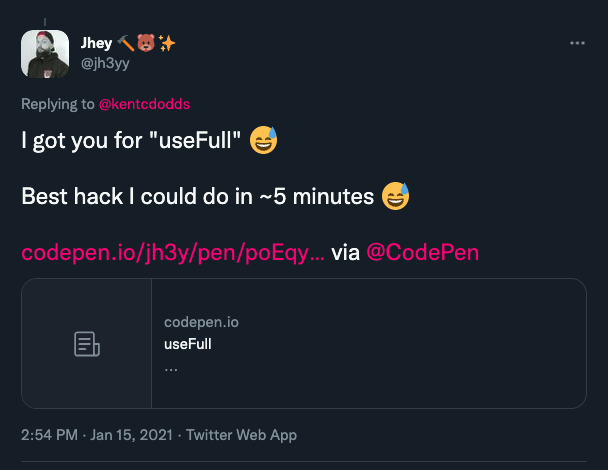 Jhey 🔨🐻✨
@jh3yy
Replying to @kentcdodds
I got you for "useFull" 😅
Best hack I could do in ~5 minutes 😅
codepen.io/jh3y/pen/poEqy... via @CodePen
codepen.io
useFull
...
2:54 PM · Jan 15, 2021 · Twitter Web App